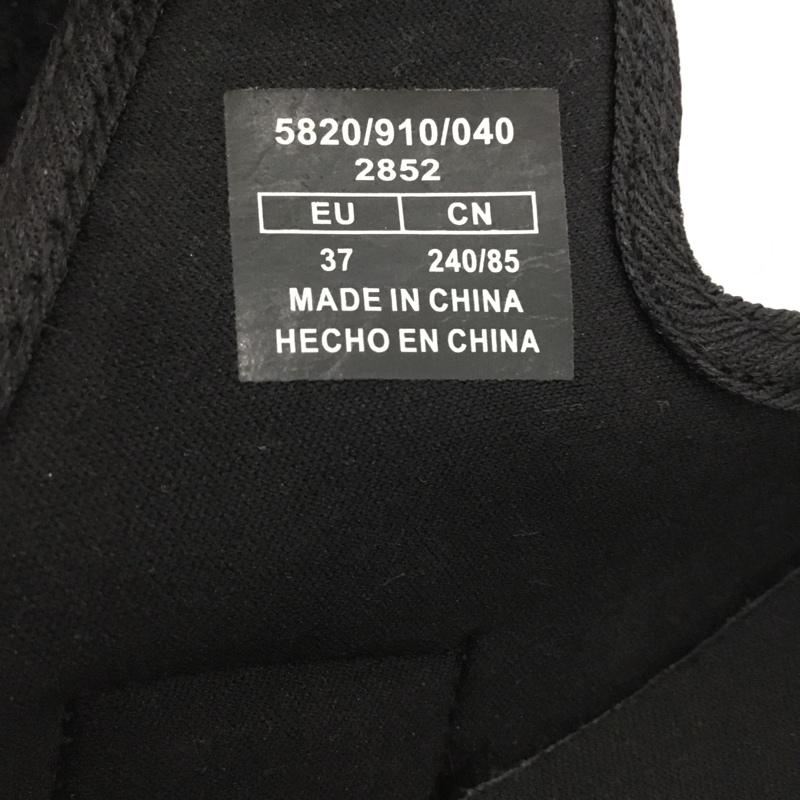 5820/910/040
2852
EU CN
37 240/85
MADE IN CHINA
HECHO EN CHINA